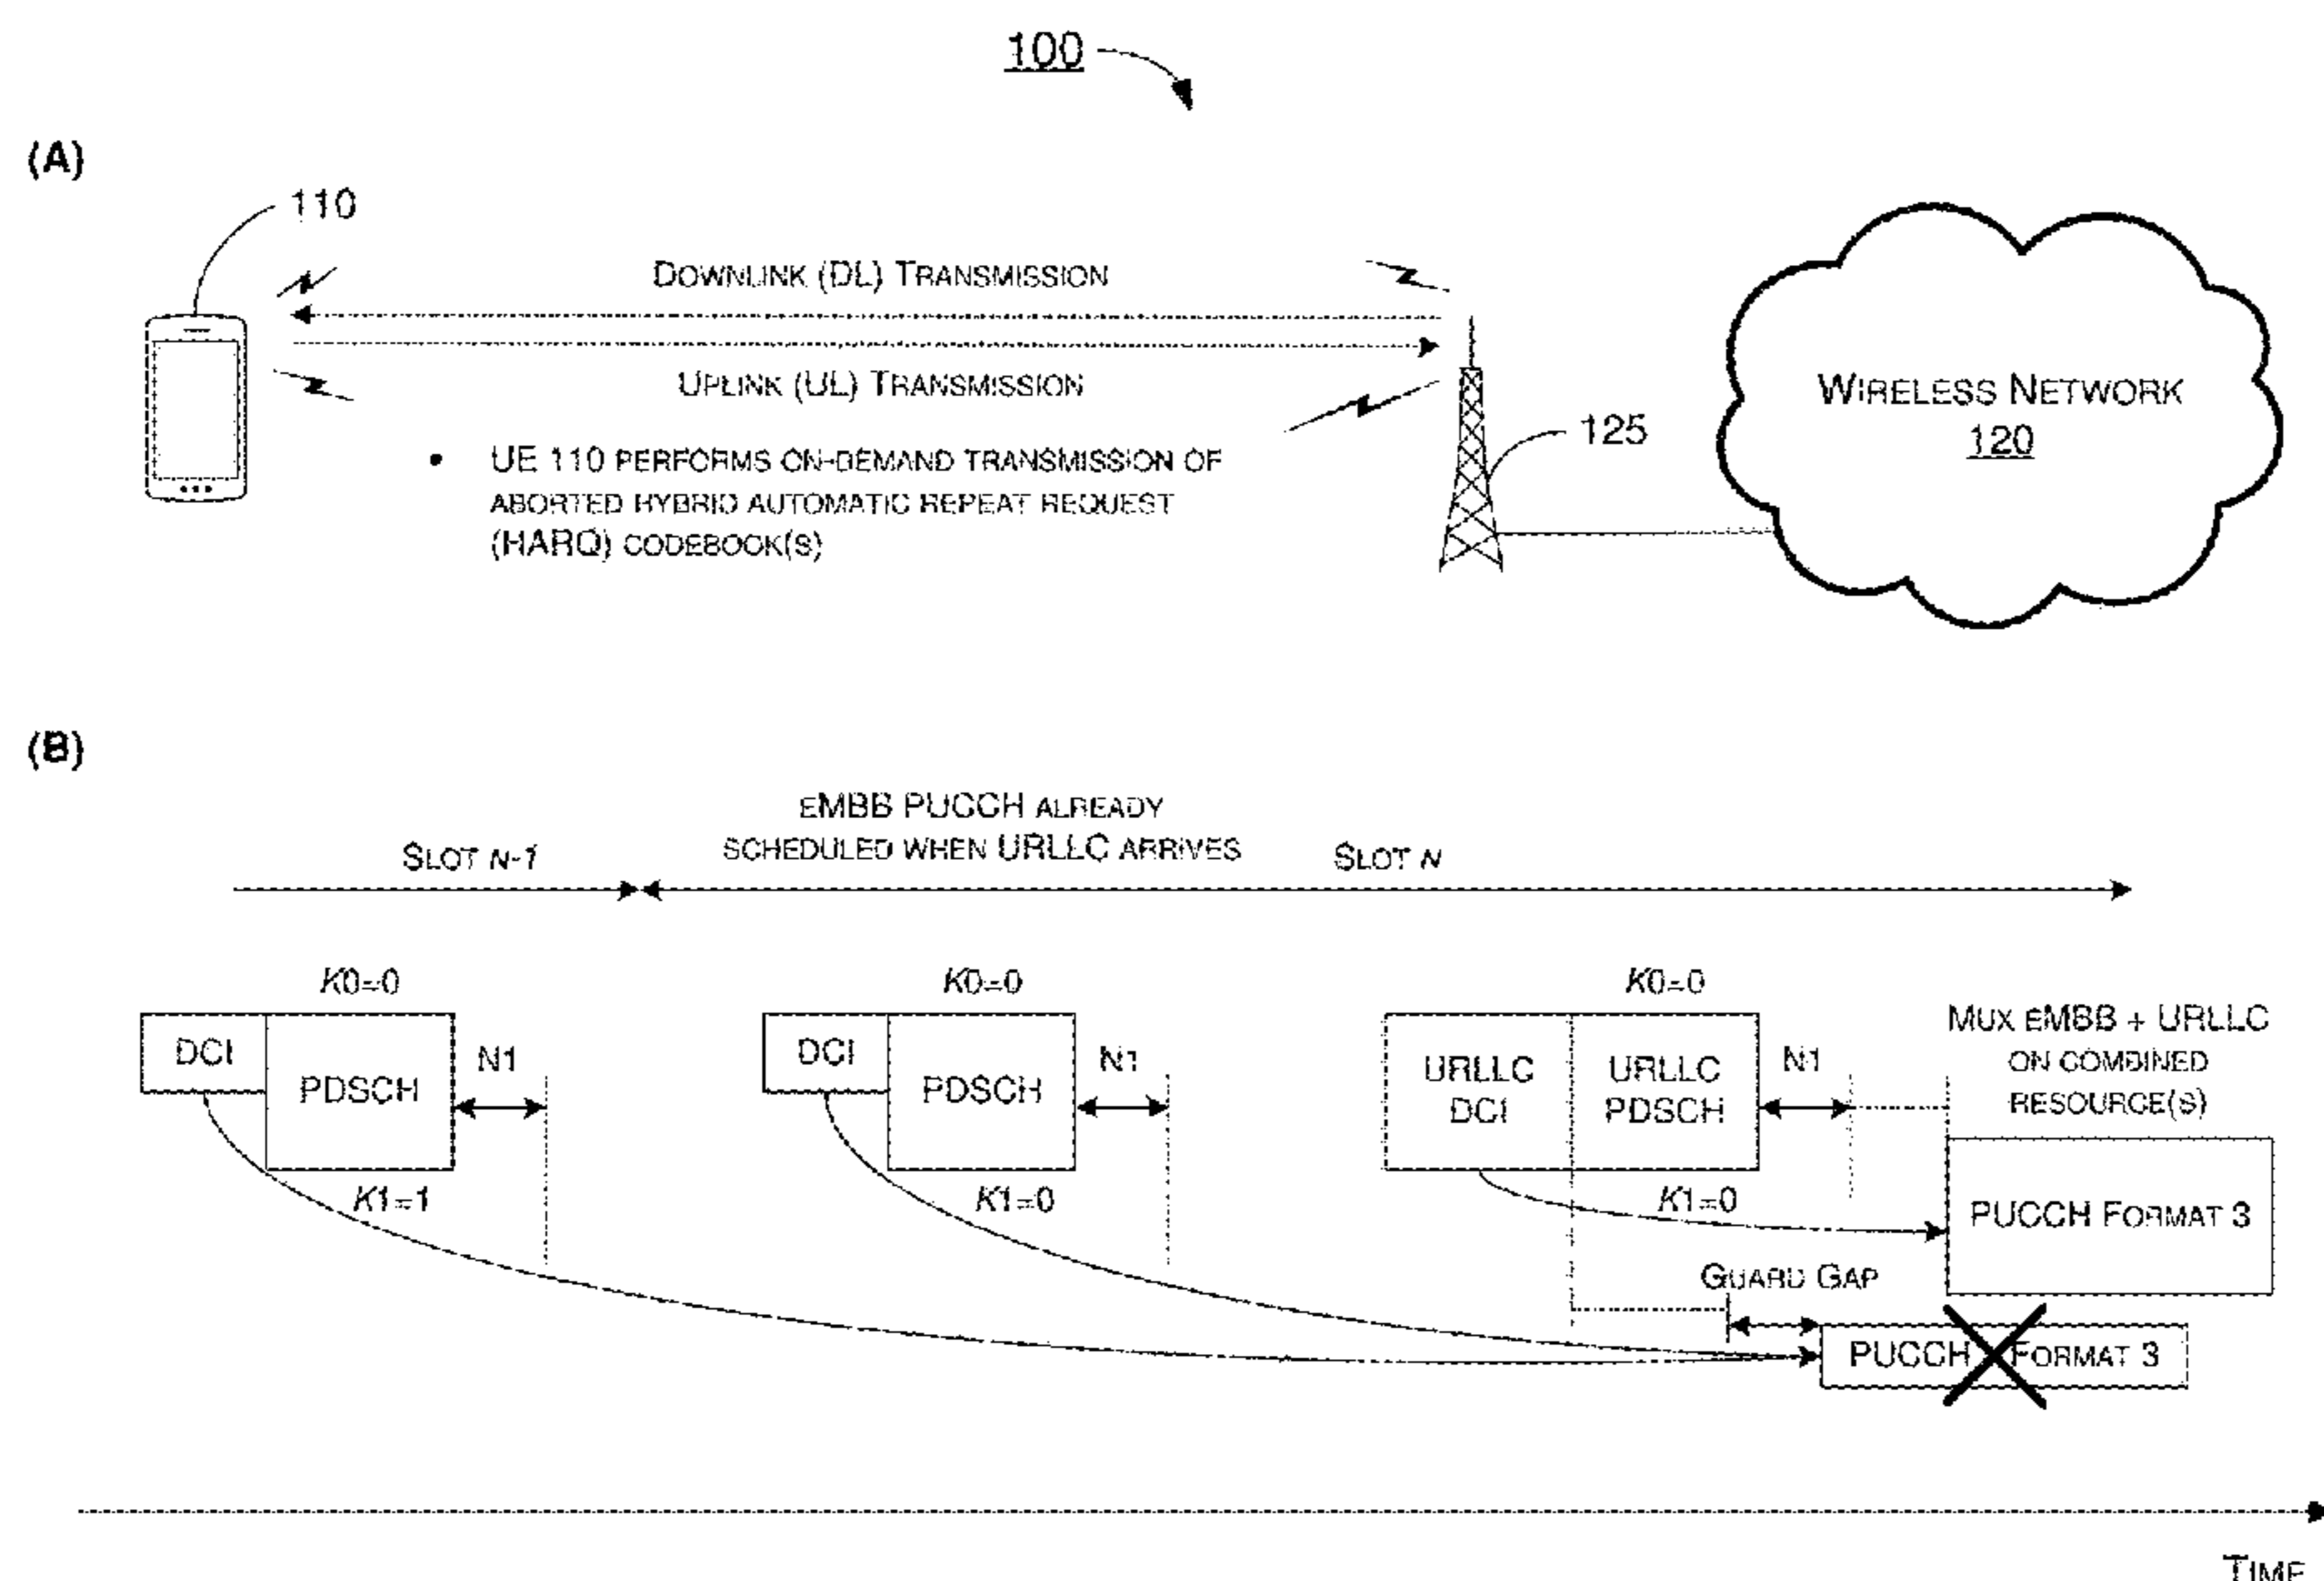 100
(A)
110
DOWNLINK (DL) TRANSMISSION
UPLINK (UL) TRANSMISSION
WIRELESS NETWORK
120
125
• UE 110 PERFORMS ON-DEMAND TRANSMISSION OF
ABORTED HYBRID AUTOMATIC REPEAT REQUEST
(HARQ) CODEBOOK(S)
(B)
EMBB PUCCH ALREADY
SCHEDULED WHEN URLLC ARRIVES
SLOT N-1
SLOT N
K0=0
K0=0
K0=0
DCI
PDSCH
N1
DCI
PDSCH
N1
URLLC
DCI
URLLC
PDSCH
N1
MUX EMBB + URLLC
ON COMBINED
RESOURCE(S)
K1=1
K1=0
K1=0
PUCCH FORMAT 3
GUARD GAP
PUCCH FORMAT 3
TIME